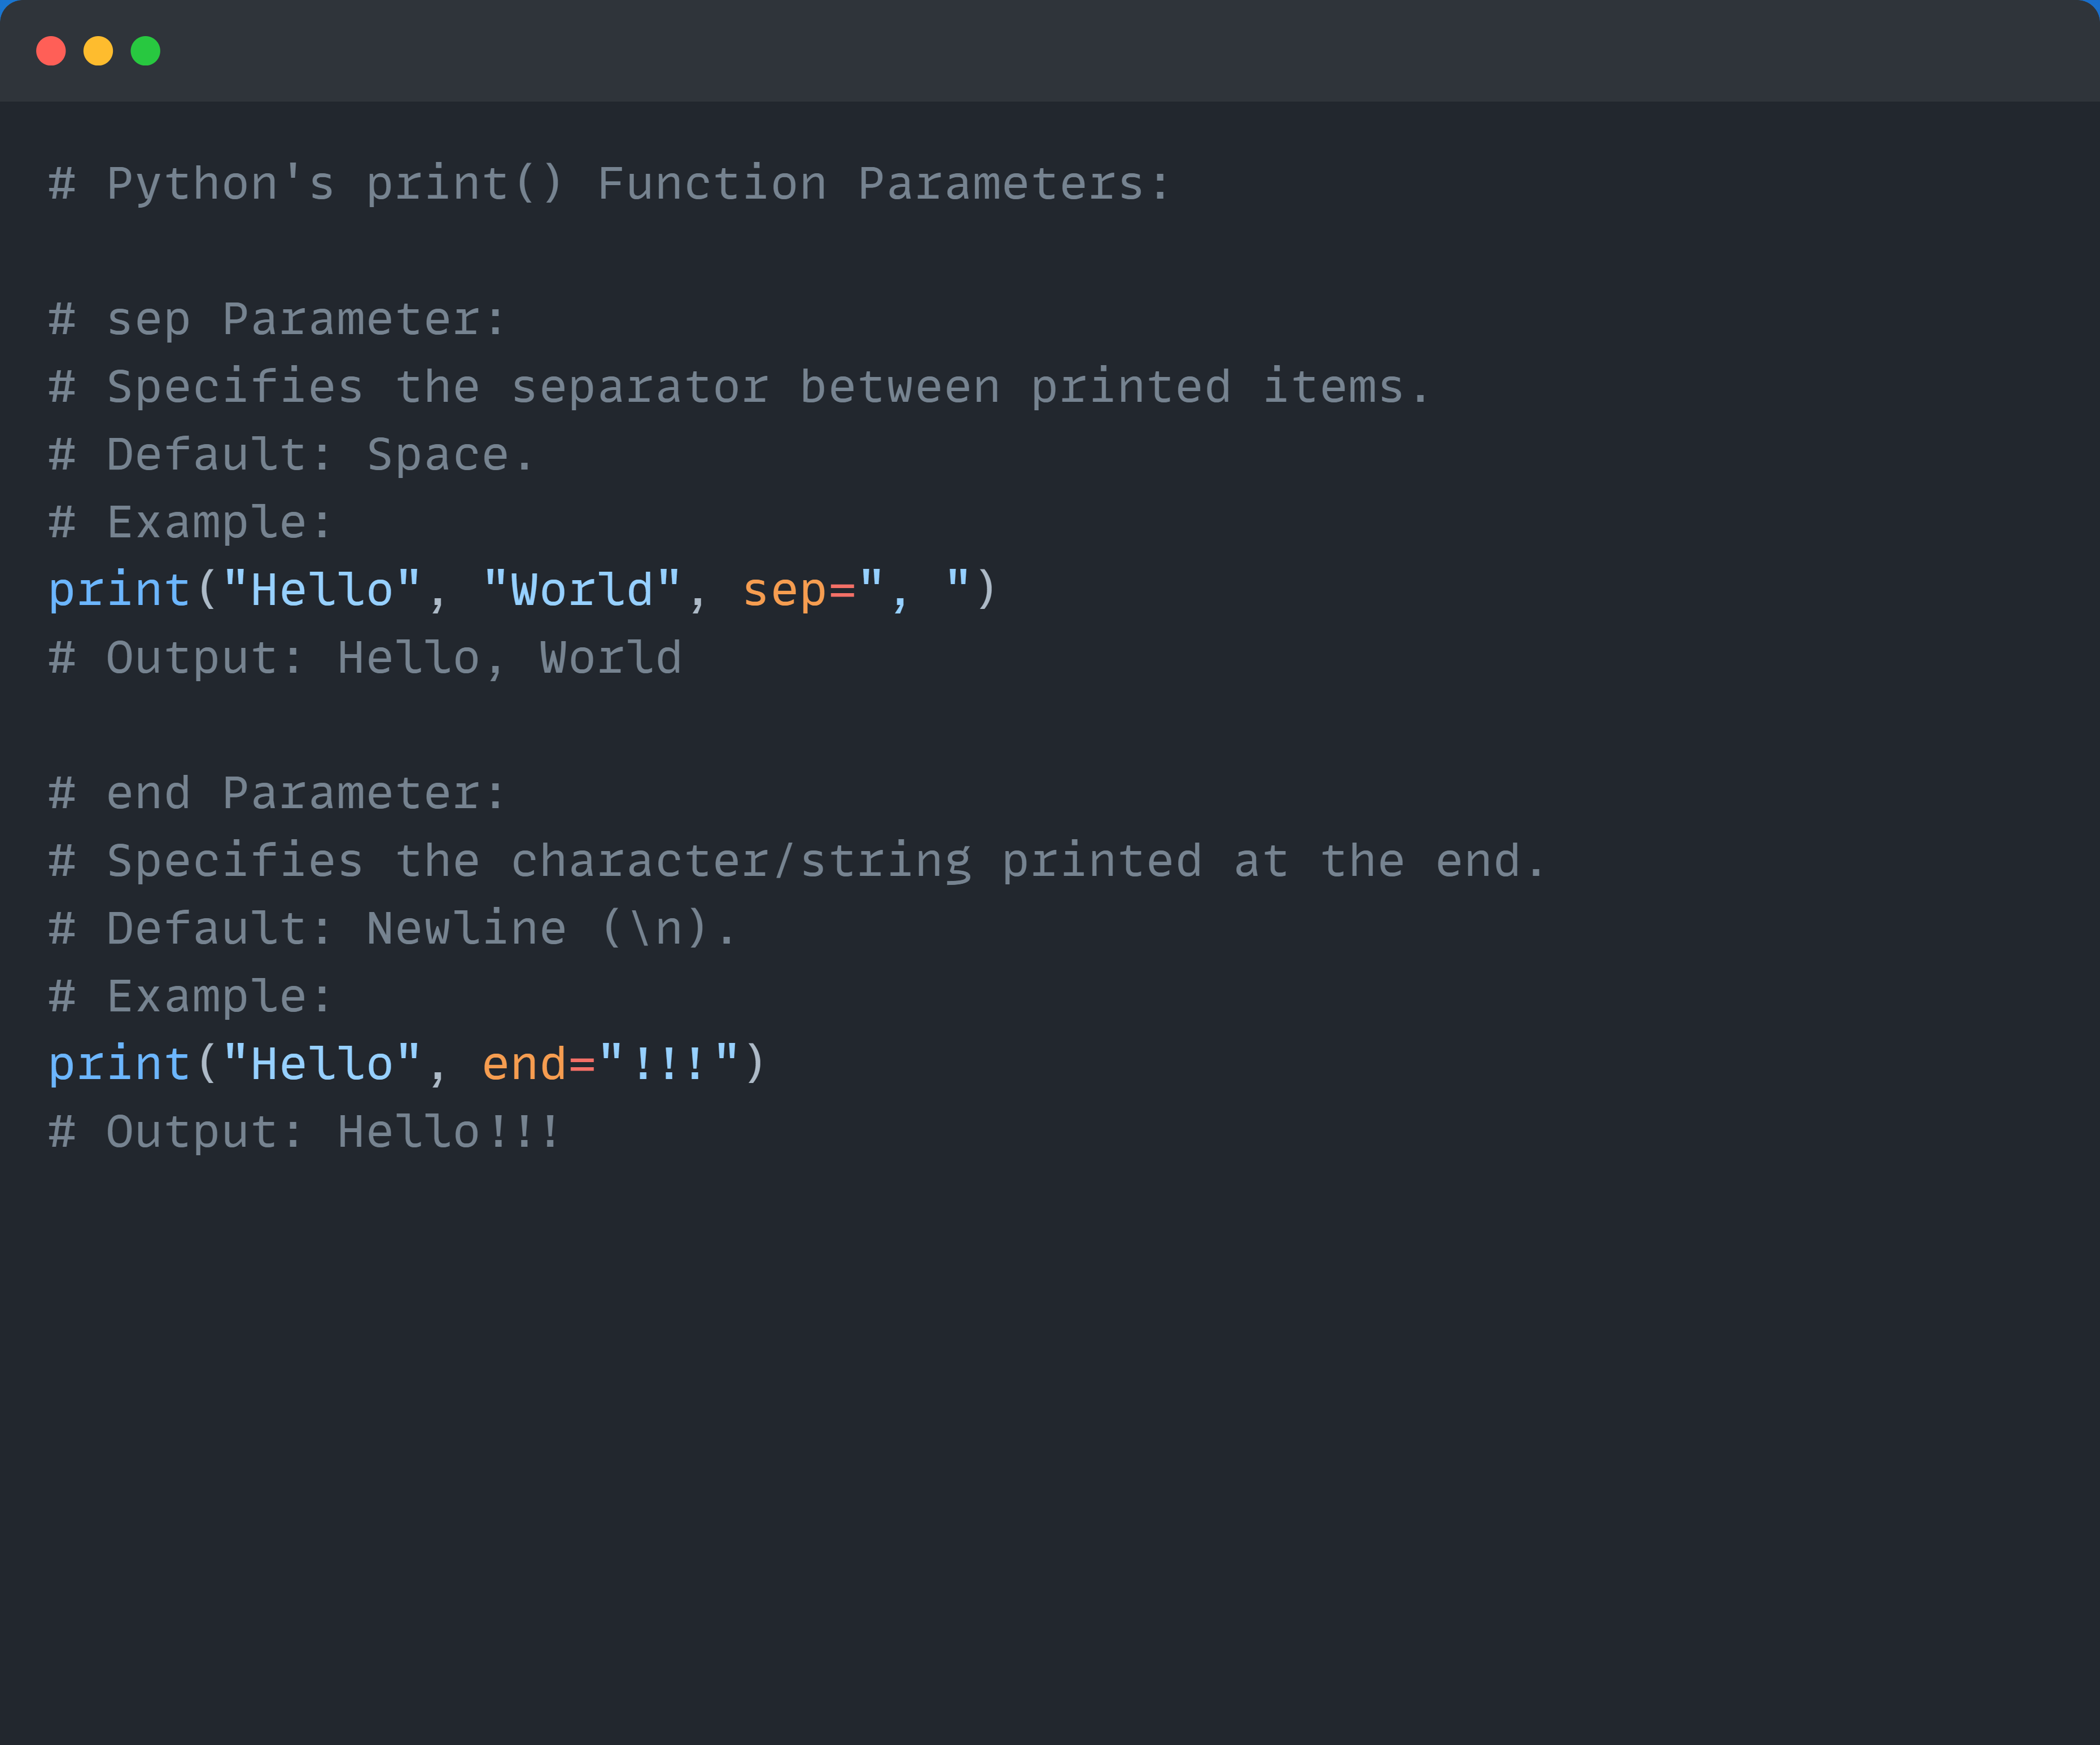 # Python's print() Function Parameters:
# sep Parameter:
# Specifies the separator between printed items.
# Default: Space.
# Example:
print("Hello", "World", sep=", ")
# Output: Hello, World
# end Parameter:
# Specifies the character/string printed at the end.
# Default: Newline (\n).
# Example:
print("Hello", end="!!!")
# Output: Hello!!!